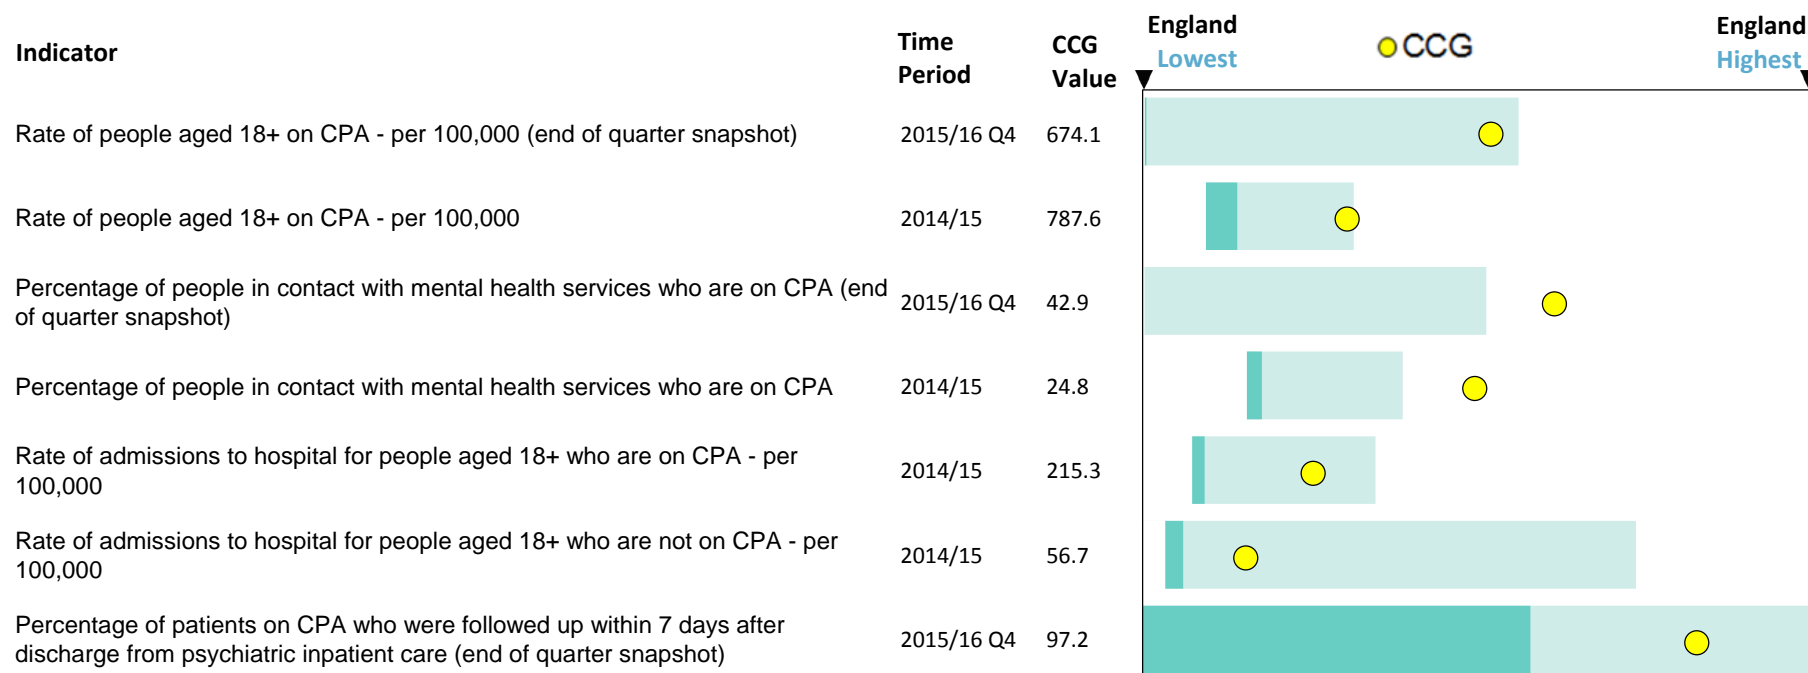 Indicator
Time
Period
CCG
Value
England
Lowest
CCG
England
Highest
Rate of people aged 18+ on CPA - per 100,000 (end of quarter snapshot) 2015/16 Q4 674.1
Rate of people aged 18+ on CPA - per 100,000 2014/15 787.6
Percentage of people in contact with mental health services who are on CPA (end
of quarter snapshot) 2015/16 Q4 42.9
Percentage of people in contact with mental health services who are on CPA 2014/15 24.8
Rate of admissions to hospital for people aged 18+ who are on CPA - per
100,000 2014/15 215.3
Rate of admissions to hospital for people aged 18+ who are not on CPA - per
100,000 2014/15 56.7
Percentage of patients on CPA who were followed up within 7 days after
discharge from psychiatric inpatient care (end of quarter snapshot) 2015/16 Q4 97.2